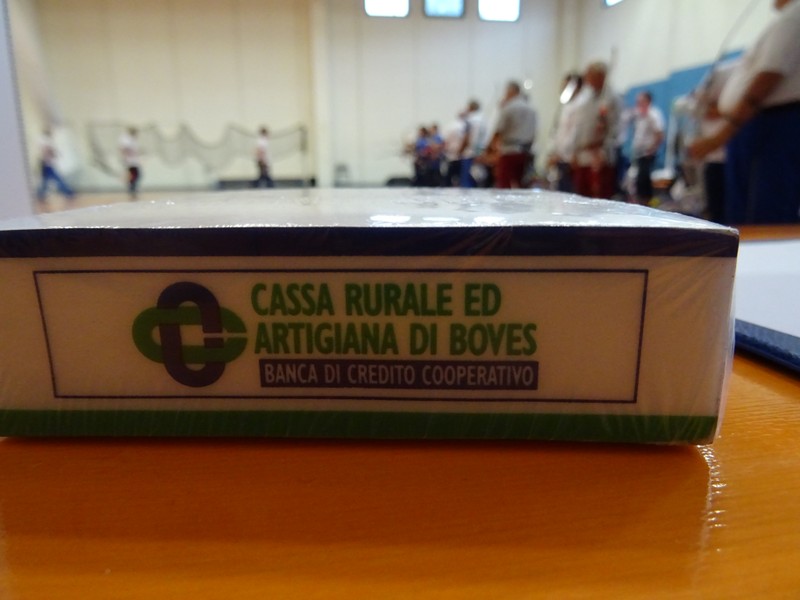 CASSA RURALE ED
ARTIGIANA DI BOVES
BANCA DI CREDITO COOPERATIVO